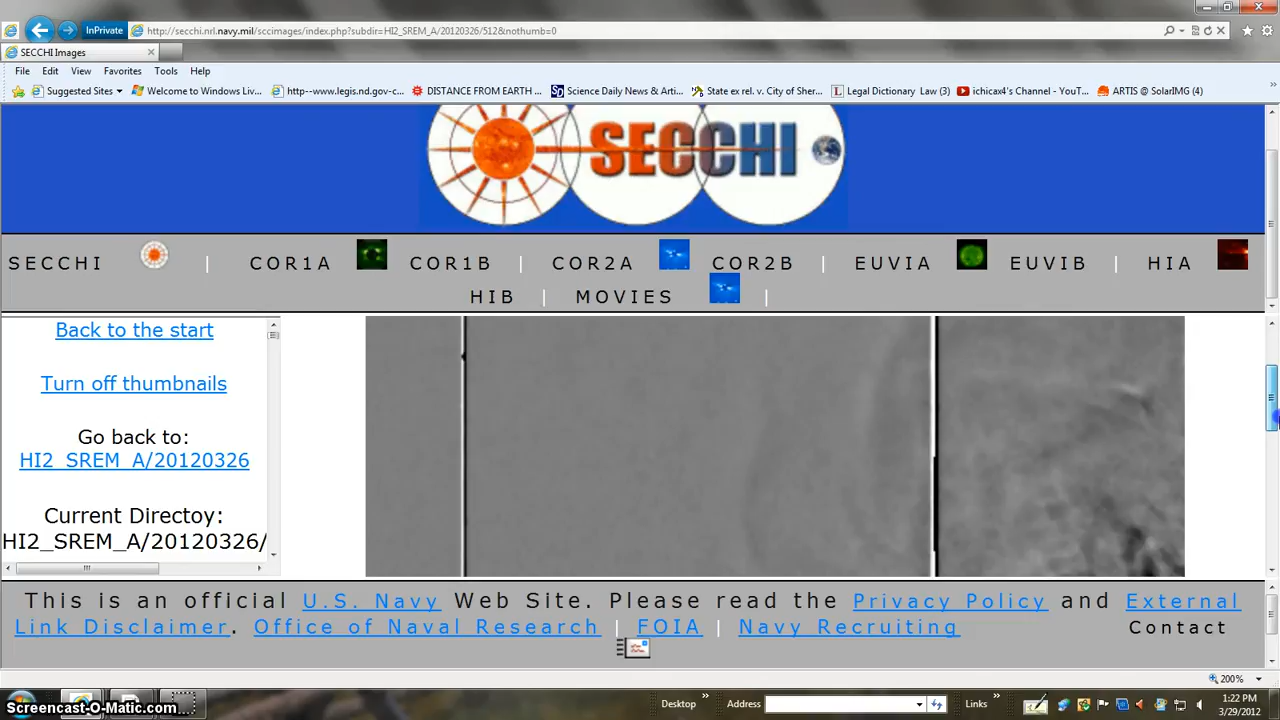 InPrivate
http://secchi.nrl.navy.mil/sccimages/index.php?subdir=HI2_SREM_A/20120326/512&nothumb=0
SECCHI Images
File Edit View Favorites Tools Help
Suggested Sites Welcome to Windows Liv... http--www.legis.nd.gov-c... DISTANCE FROM EARTH ... Science Daily News & Arti... State ex rel. v. City of Sher... Legal Dictionary Law (3) ichicax4's Channel - YouT... ARTIS @ SolarIMG (4)
SECCHI
SECCHI | COR1A COR1B | COR2A COR2B | EUVIA EUVIB | HIA
HIB | MOVIES |
Back to the start
Turn off thumbnails
Go back to:
HI2_SREM_A/20120326
Current Directoy:
HI2_SREM_A/20120326/
This is an official U.S. Navy Web Site. Please read the Privacy Policy and External
Link Disclaimer. Office of Naval Research | FOIA | Navy Recruiting
Contact
200%
Screencast-O-Matic.com
Desktop
Address
Links
1:22 PM
3/29/2012